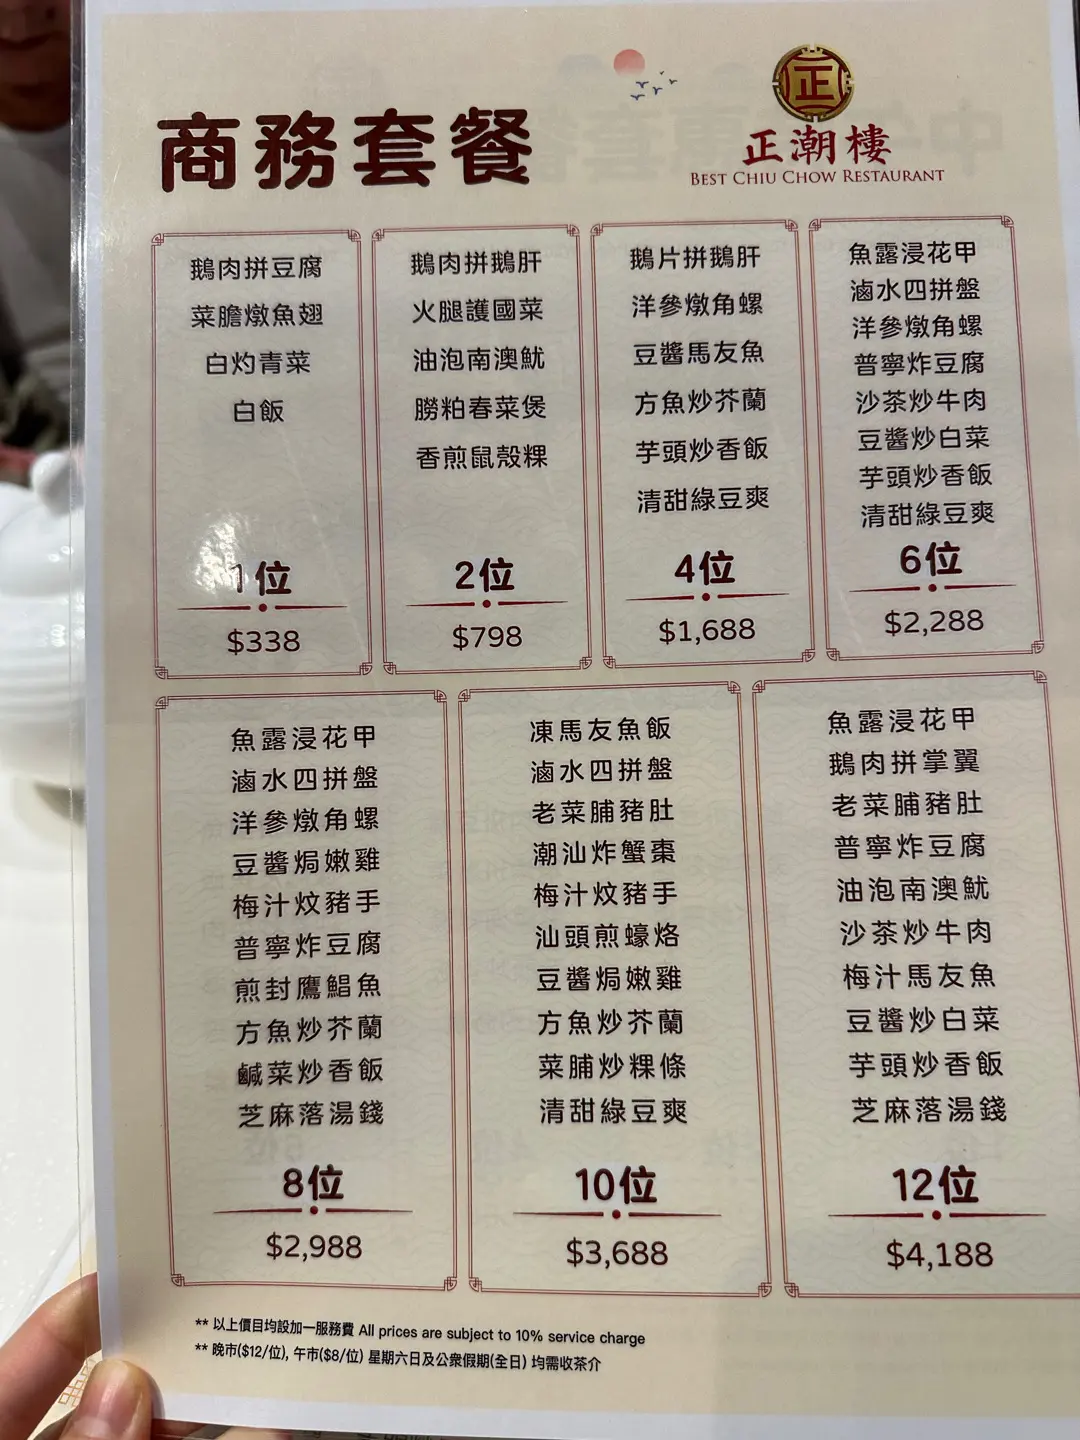 商務套餐
正
正潮樓
BEST CHIU CHOW RESTAURANT
鵝肉拼豆腐
菜膽燉魚翅
白灼青菜
白飯
1位
$338
鵝肉拼鵝肝
火腿護國菜
油泡南澳魷
勝粕春菜煲
香煎鼠殼粿
2位
$798
鵝片拼鵝肝
洋參燉角螺
豆醬馬友魚
方魚炒芥蘭
芋頭炒香飯
清甜綠豆爽
4位
$1,688
魚露浸花甲
滷水四拼盤
洋參燉角螺
普寧炸豆腐
沙茶炒牛肉
豆醬炒白菜
芋頭炒香飯
清甜綠豆爽
6位
$2,288
魚露浸花甲
滷水四拼盤
洋參燉角螺
豆醬焗嫩雞
梅汁炆豬手
普寧炸豆腐
煎封鷹鯧魚
方魚炒芥蘭
鹹菜炒香飯
芝麻落湯錢
8位
$2,988
凍馬友魚飯
滷水四拼盤
老菜脯豬肚
潮汕炸蟹棗
梅汁炆豬手
汕頭煎蠔烙
豆醬焗嫩雞
方魚炒芥蘭
菜脯炒粿條
清甜綠豆爽
10位
$3,688
魚露浸花甲
鵝肉拼掌翼
老菜脯豬肚
普寧炸豆腐
油泡南澳魷
沙茶炒牛肉
梅汁馬友魚
豆醬炒白菜
芋頭炒香飯
芝麻落湯錢
12位
$4,188
** 以上價目均設加一服務費 All prices are subject to 10% service charge
** 晚市($12/位), 午市($8/位) 星期六日及公眾假期(全日) 均需收茶介